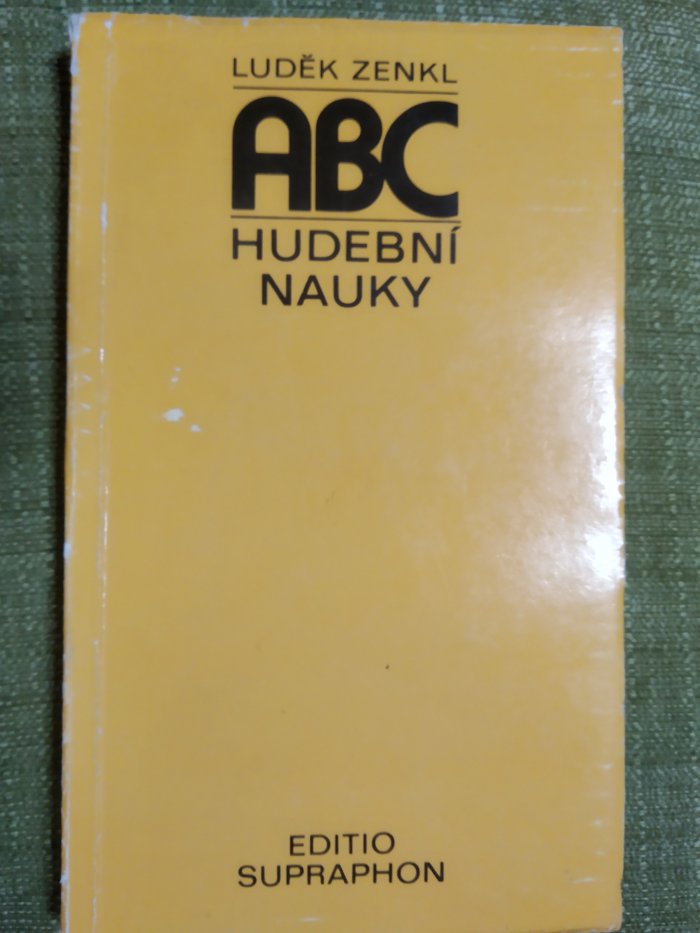 LUDĚK ZENKL
ABC
HUDEBNÍ
NAUKY
EDITIO
SUPRAPHON